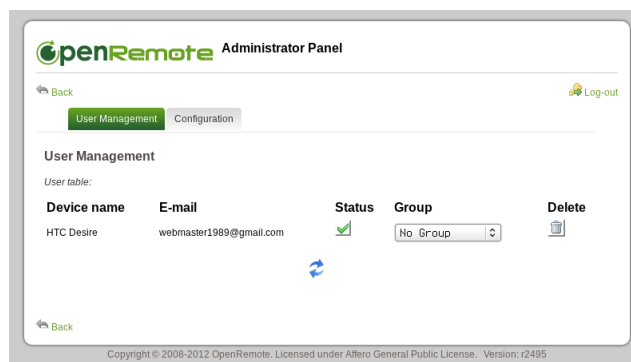 OpenRemote Administrator Panel
Back Log-out
User Management Configuration
User Management
User table:
Device name E-mail Status Group Delete
HTC Desire webmaster1989@gmail.com No Group
Back
Copyright © 2008-2012 OpenRemote. Licensed under Affero General Public License. Version: r2495